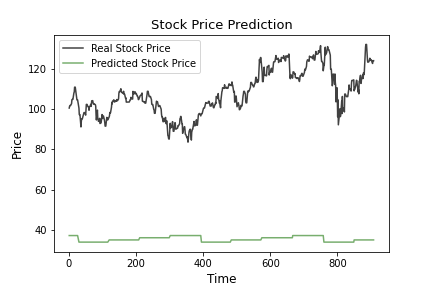 Stock Price Prediction
Real Stock Price
Predicted Stock Price
120
100
80
60
40
Price
0 200 400 600 800
Time